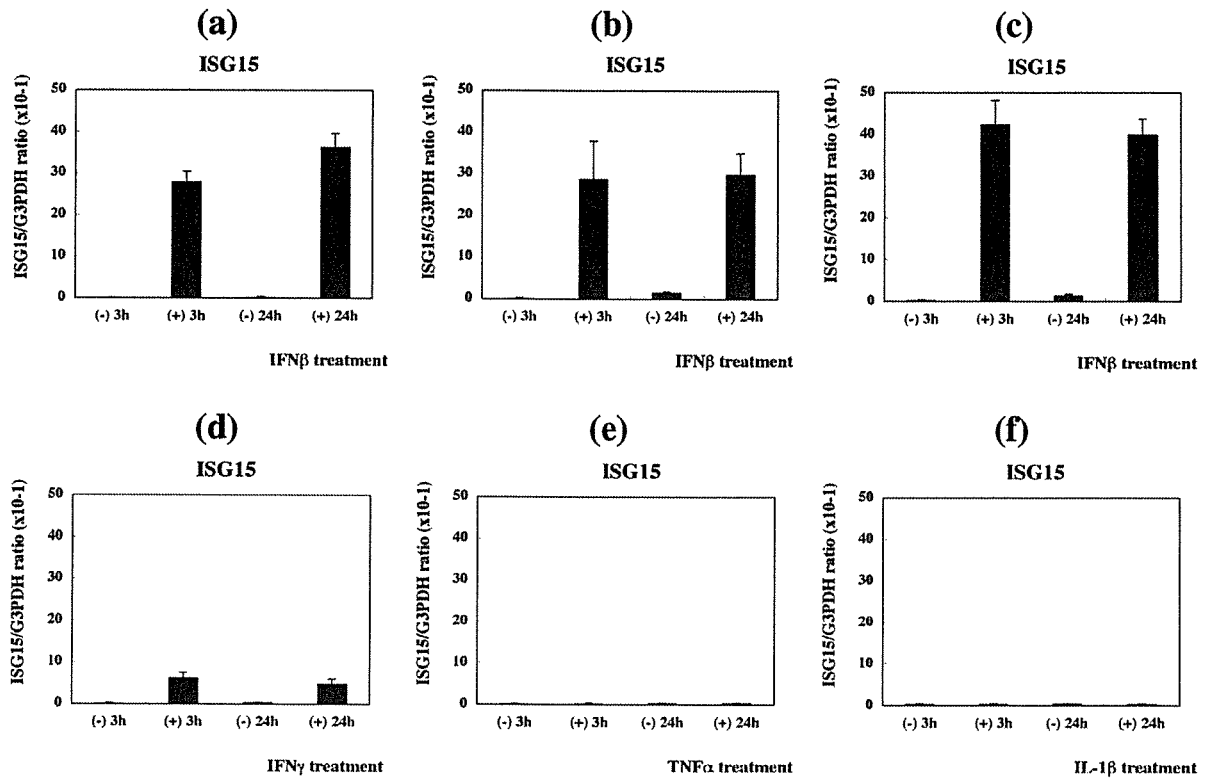 (a)
ISG15
ISG15/G3PDH ratio (x10-1)
50
40
30
20
10
0
(-) 3h (+) 3h (-) 24h (+) 24h
IFNβ treatment
(b)
ISG15
ISG15/G3PDH ratio (x10-1)
50
40
30
20
10
0
(-) 3h (+) 3h (-) 24h (+) 24h
IFNβ treatment
(c)
ISG15
ISG15/G3PDH ratio (x10-1)
50
40
30
20
10
0
(-) 3h (+) 3h (-) 24h (+) 24h
IFNβ treatment
(d)
ISG15
ISG15/G3PDH ratio (x10-1)
50
40
30
20
10
0
(-) 3h (+) 3h (-) 24h (+) 24h
IFNγ treatment
(e)
ISG15
ISG15/G3PDH ratio (x10-1)
50
40
30
20
10
0
(-) 3h (+) 3h (-) 24h (+) 24h
TNFα treatment
(f)
ISG15
ISG15/G3PDH ratio (x10-1)
50
40
30
20
10
0
(-) 3h (+) 3h (-) 24h (+) 24h
IL-1β treatment